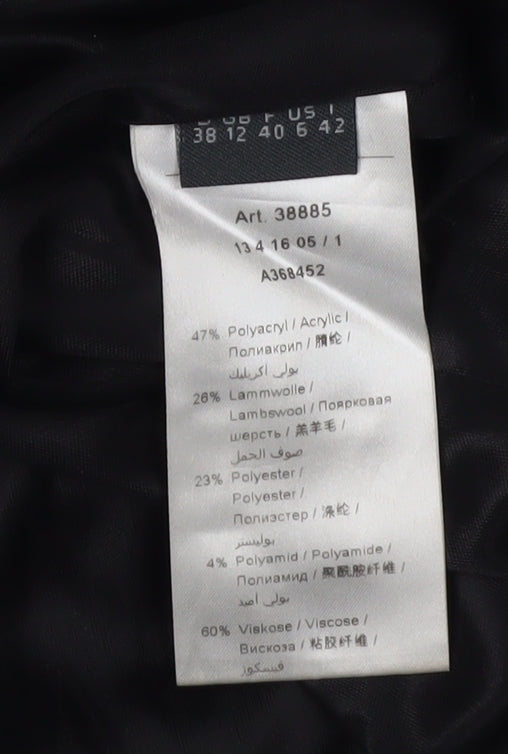 D GB F US I
38 12 40 6 42
Art. 38885
13 4 16 05 / 1
A368452
47% Polyacryl / Acrylic /
Полиакрил / 腈纶 /
بولي اكريليك
26% Lammwolle /
Lambswool / Поярковая
шерсть / 羔羊毛 /
صوف الحمل
23% Polyester /
Polyester /
Полиэстер / 涤纶 /
بوليستر
4% Polyamid / Polyamide /
Полиамид / 聚酰胺纤维 /
بولي اميد
60% Viskose / Viscose /
Вискоза / 粘胶纤维 /
فيسكوز